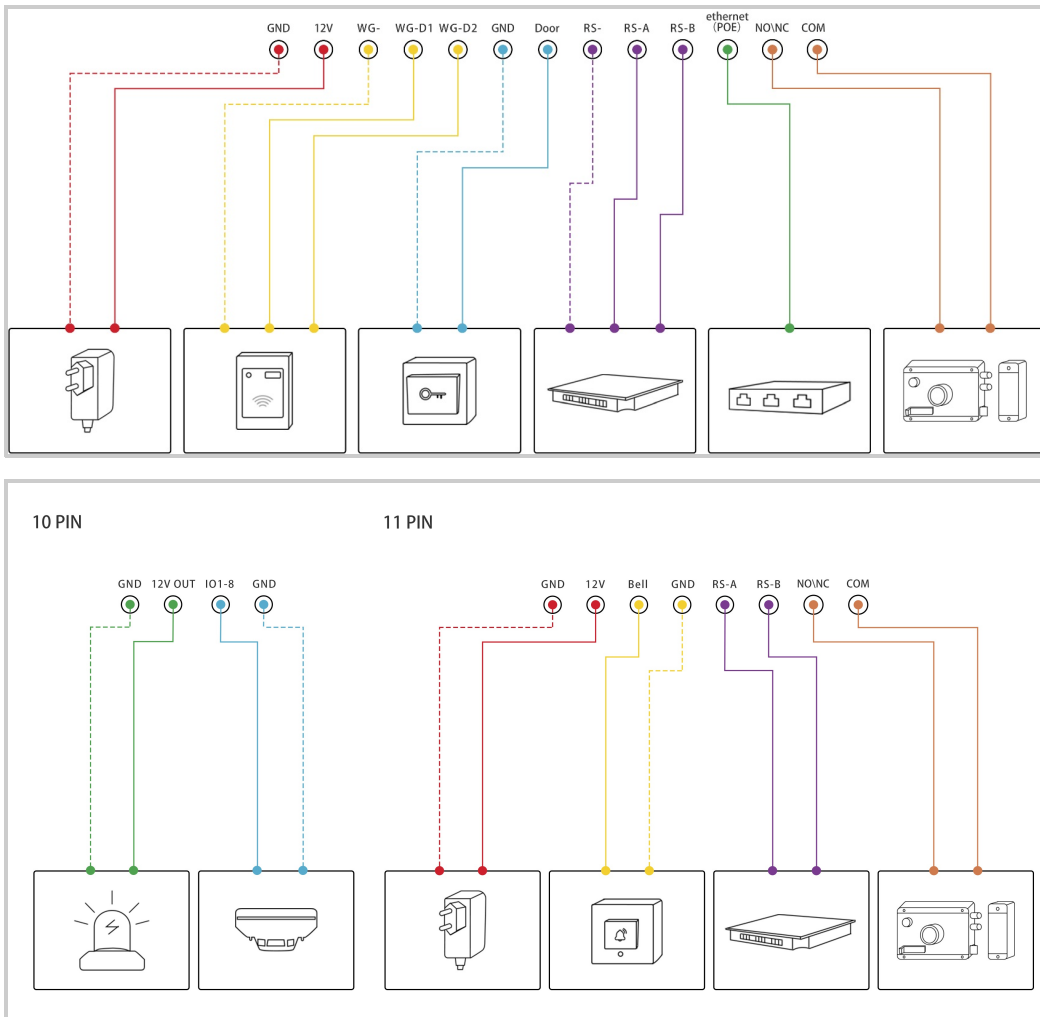 GND 12V WG- WG-D1 WG-D2 GND Door RS- RS-A RS-B ethernet (POE) NO\NC COM
10 PIN 11 PIN
GND 12V OUT IO1-8 GND GND 12V Bell GND RS-A RS-B NO\NC COM